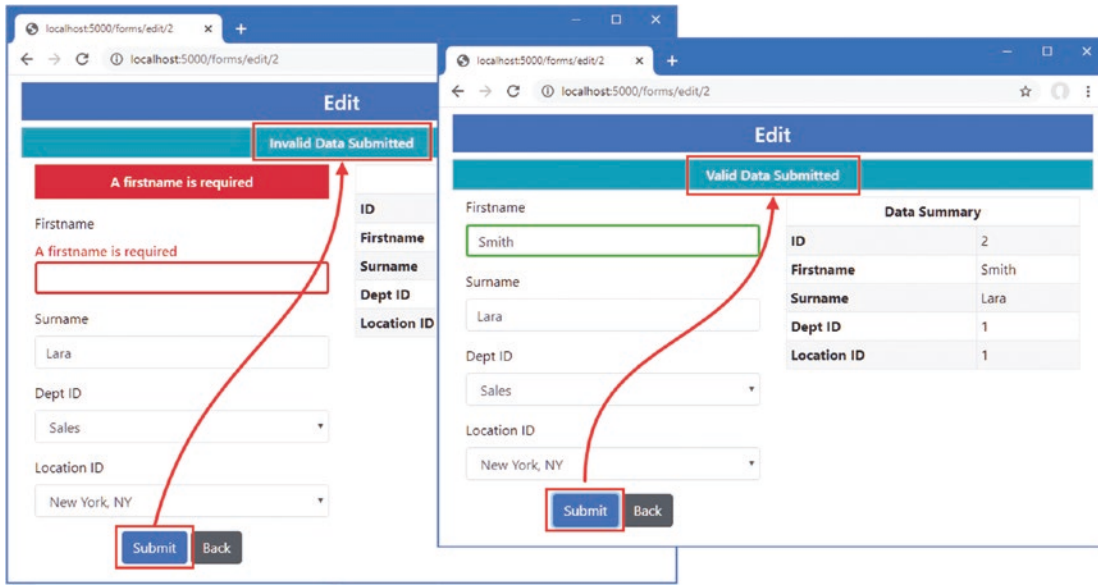 localhost:5000/forms/edit/2
localhost:5000/forms/edit/2
Edit
Invalid Data Submitted
A firstname is required
Firstname
A firstname is required
Surname
Lara
Dept ID
Sales
Location ID
New York, NY
Submit
Back
ID
Firstname
Surname
Dept ID
Location ID
localhost:5000/forms/edit/2
localhost:5000/forms/edit/2
Edit
Valid Data Submitted
Firstname
Smith
Surname
Lara
Dept ID
Sales
Location ID
New York, NY
Submit
Back
Data Summary
ID 2
Firstname Smith
Surname Lara
Dept ID 1
Location ID 1